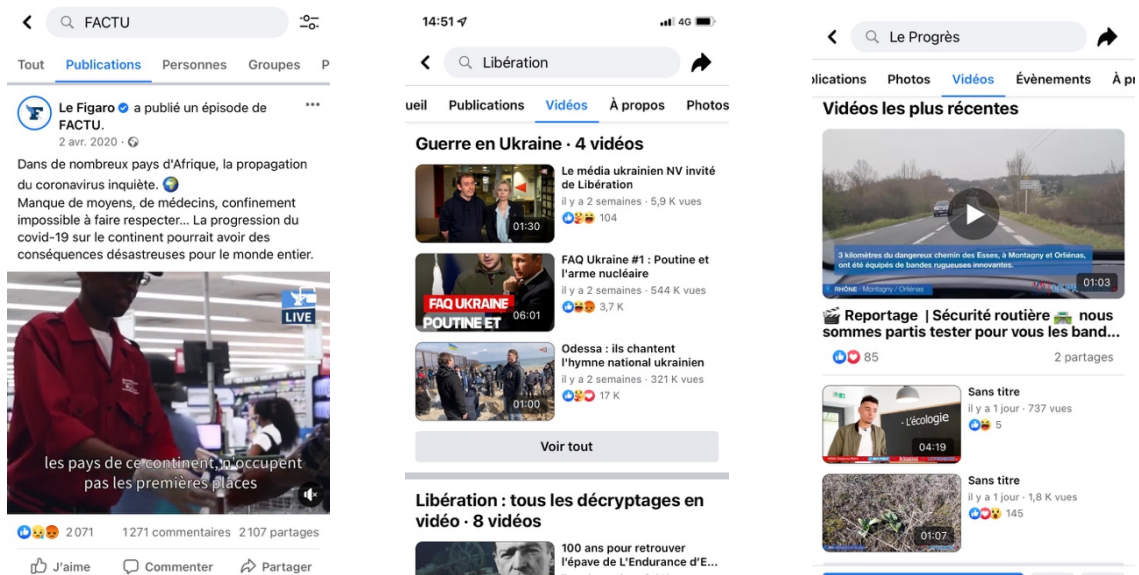 FACTU
Tout Publications Personnes Groupes P
Le Figaro a publié un épisode de
FACTU.
2 avr. 2020 ·
Dans de nombreux pays d'Afrique, la propagation
du coronavirus inquiète. 🌍
Manque de moyens, de médecins, confinement
impossible à faire respecter... La progression du
covid-19 sur le continent pourrait avoir des
conséquences désastreuses pour le monde entier.
LIVE
les pays de ce continent, n'occupent
pas les premières places
2 071 1 271 commentaires 2 107 partages
J'aime Commenter Partager
14:51 4G
Libération
ueil Publications Vidéos À propos Photos
Guerre en Ukraine · 4 vidéos
Le média ukrainien NV invité
de Libération
il y a 2 semaines · 5,9 K vues
104
01:30
FAQ Ukraine #1 : Poutine et
l'arme nucléaire
il y a 2 semaines · 544 K vues
3,7 K
FAQ UKRAINE
POUTINE ET
06:01
Odessa : ils chantent
l'hymne national ukrainien
il y a 2 semaines · 321 K vues
17 K
01:00
Voir tout
Libération : tous les décryptages en
vidéo · 8 vidéos
100 ans pour retrouver
l'épave de L'Endurance d'E...
Le Progrès
blications Photos Vidéos Évènements À pr
Vidéos les plus récentes
3 kilomètres du dangereux chemin des Esses, à Montagny et Orliénas,
ont été équipés de bandes rugueuses innovantes.
RHÔNE - Montagny / Orliénas
01:03
🎬 Reportage | Sécurité routière 🛣️ nous
sommes partis tester pour vous les band...
85 2 partages
Sans titre
il y a 1 jour · 737 vues
5
- L'écologie
04:19
Sans titre
il y a 1 jour · 1,8 K vues
145
01:07